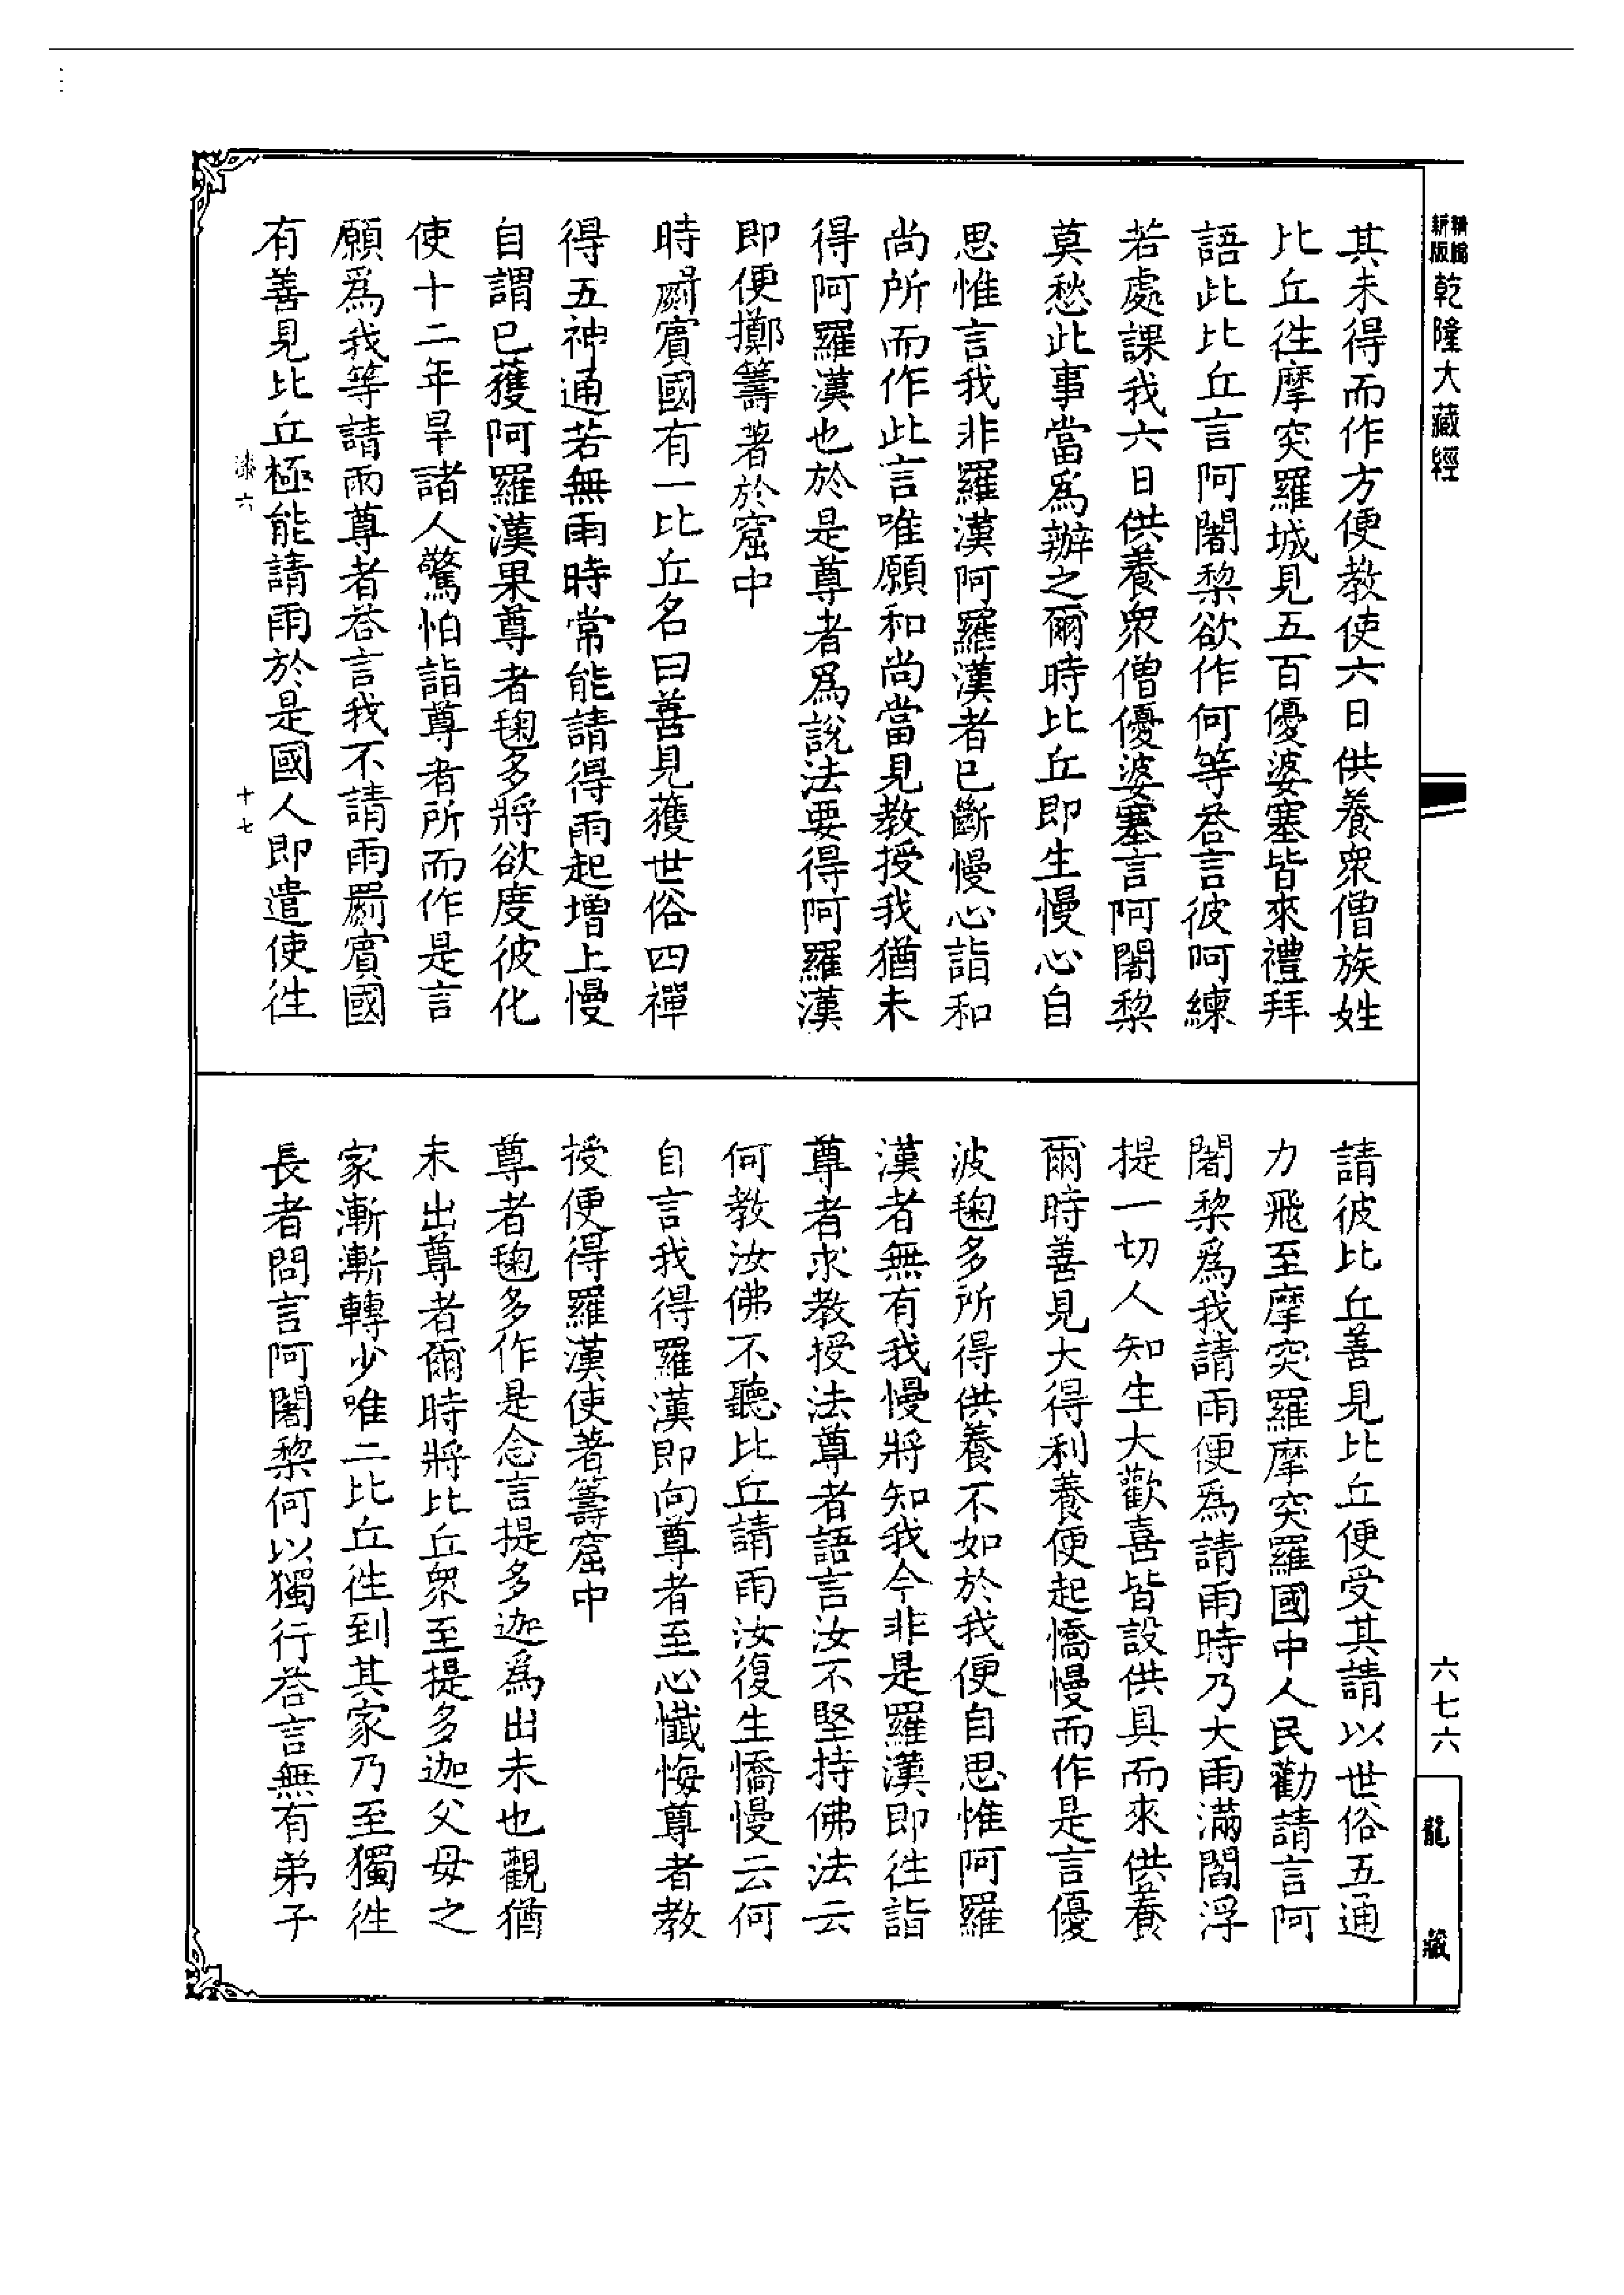 新編
新版
乾隆大藏經
其未得而作方便教使六日供養衆僧族姓
比丘徃摩突羅城見五百優婆塞皆來禮拜
語此比丘言阿闍棃欲作何等荅言彼阿練
若處課我六日供養衆僧優婆塞言阿闍棃
莫愁此事當爲辦之爾時比丘即生慢心自
思惟言我非羅漢阿羅漢者已斷慢心詣和
尚所而作此言唯願和尚當見教授我猶未
得阿羅漢也於是尊者爲說法要得阿羅漢
即便擲籌著於窟中
時罽賓國有一比丘名曰善見獲世俗四禪
得五神通若無雨時常能請得雨起增上慢
自謂已獲阿羅漢果尊者毱多將欲度彼化
使十二年旱諸人驚怕詣尊者所而作是言
願爲我等請雨尊者荅言我不請雨罽賓國
有善見比丘極能請雨於是國人即遣使徃
漆六
十七
請彼比丘善見比丘便受其請以世俗五通
力飛至摩突羅摩突羅國中人民勸請言阿
闍棃爲我請雨便爲請雨時乃大雨滿閻浮
提一切人知生大歡喜皆設供具而來供養
爾時善見大得利養便起憍慢而作是言優
波毱多所得供養不如於我便自思惟阿羅
漢者無有我慢將知我今非是羅漢即徃詣
尊者求教授法尊者語言汝不堅持佛法云
何教汝佛不聽比丘請雨汝復生憍慢云何
自言我得羅漢即向尊者至心懺悔尊者教
授便得羅漢使著籌窟中
尊者毱多作是念言提多迦爲出未也觀猶
未出尊者爾時將比丘衆至提多迦父母之
家漸漸轉少唯二比丘徃到其家乃至獨徃
長者問言阿闍棃何以獨行荅言無有弟子
六七六
龍藏